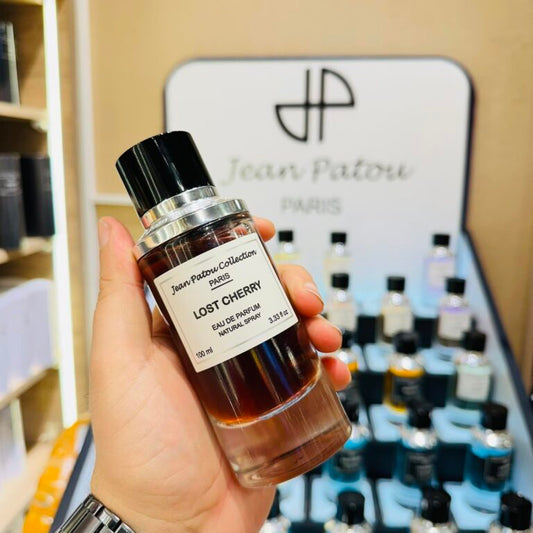 JP
Jean Patou
PARIS
Jean Patou Collection
PARIS
LOST CHERRY
EAU DE PARFUM
NATURAL SPRAY
100 ml 3.33 fl oz